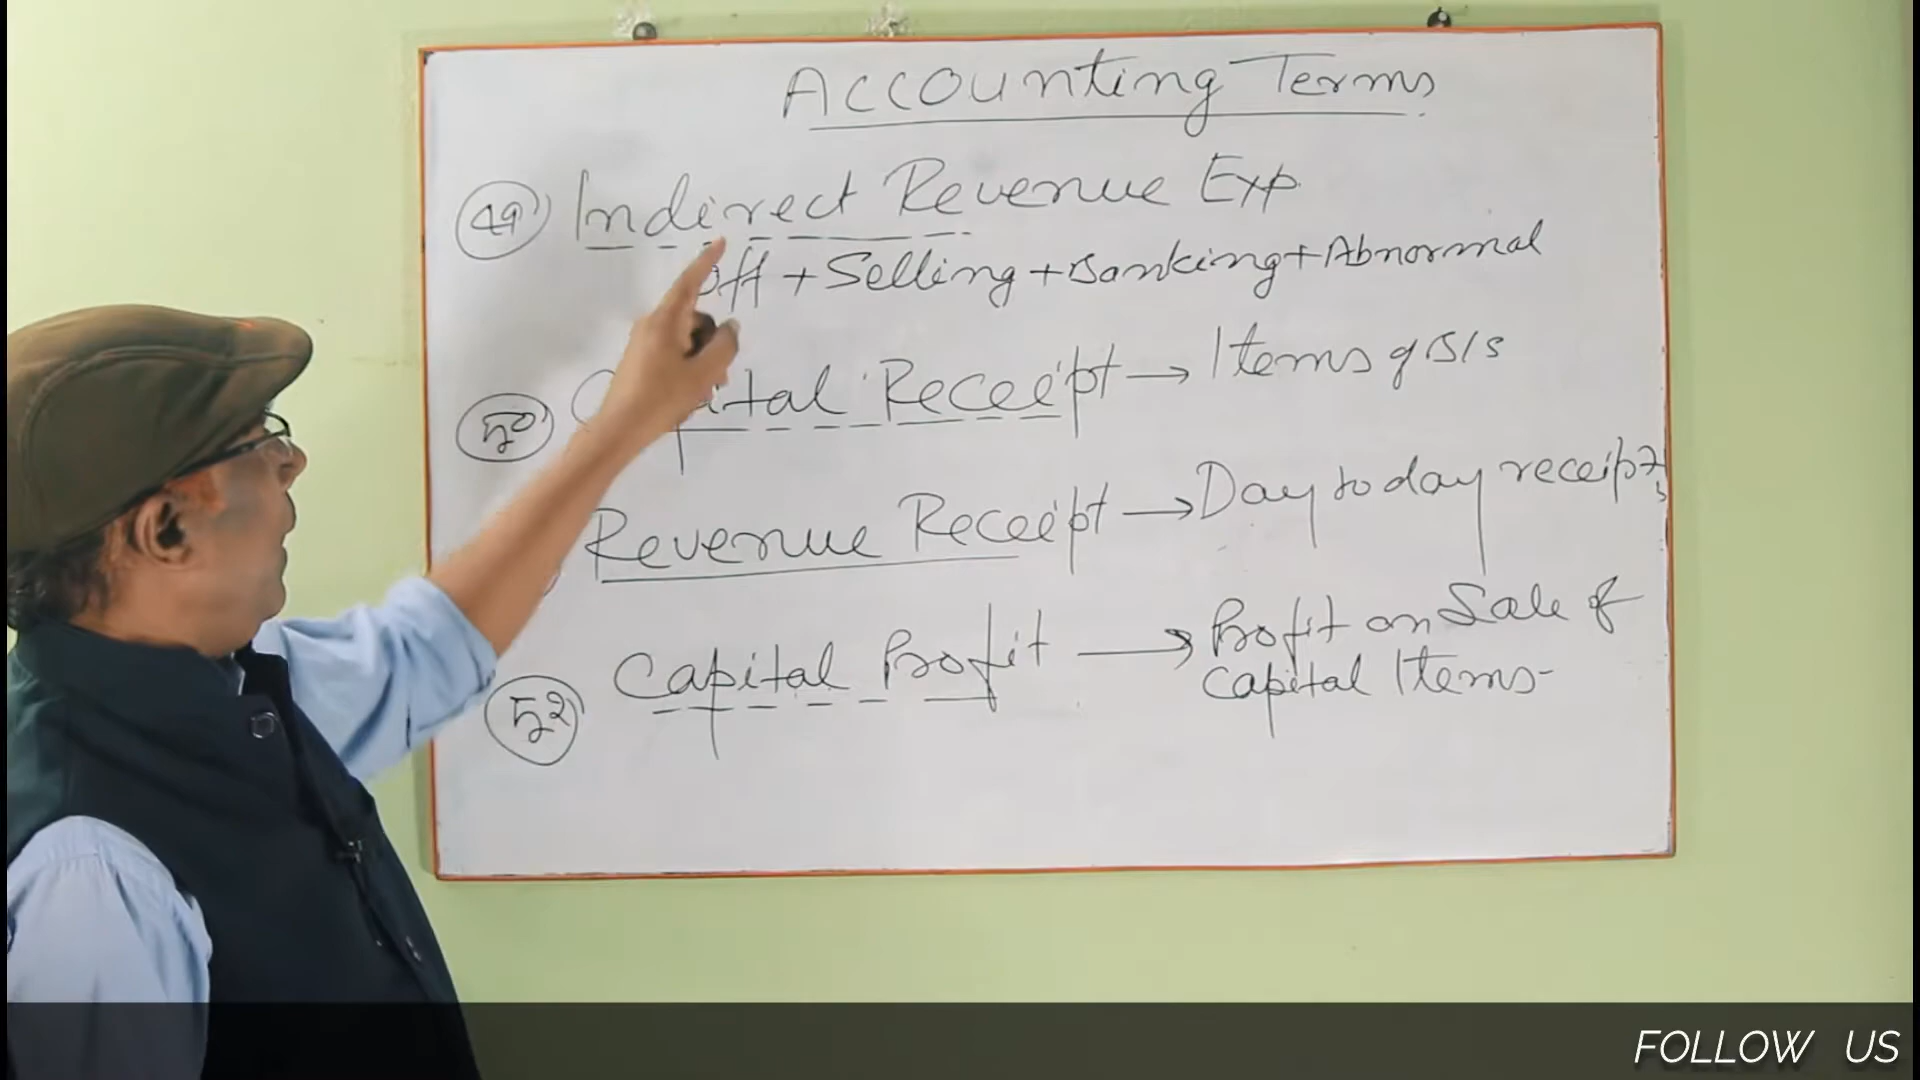 Accounting Terms
49 Indirect Revenue Exp.
Off + Selling + Banking + Abnormal
50 Capital Receipt → Items of B/S
Revenue Receipt → Day to day receipts
52 Capital Profit → Profit on Sale of
Capital Items-
FOLLOW US